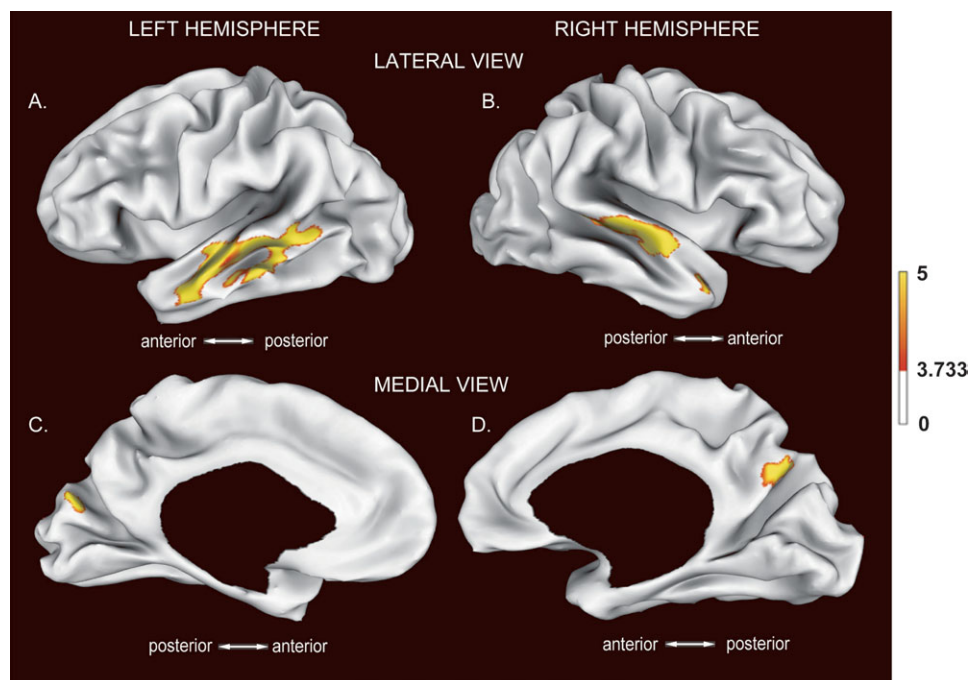 LEFT HEMISPHERE RIGHT HEMISPHERE
LATERAL VIEW
A. B.
anterior posterior posterior anterior
5
3.733
0
MEDIAL VIEW
C. D.
posterior anterior anterior posterior